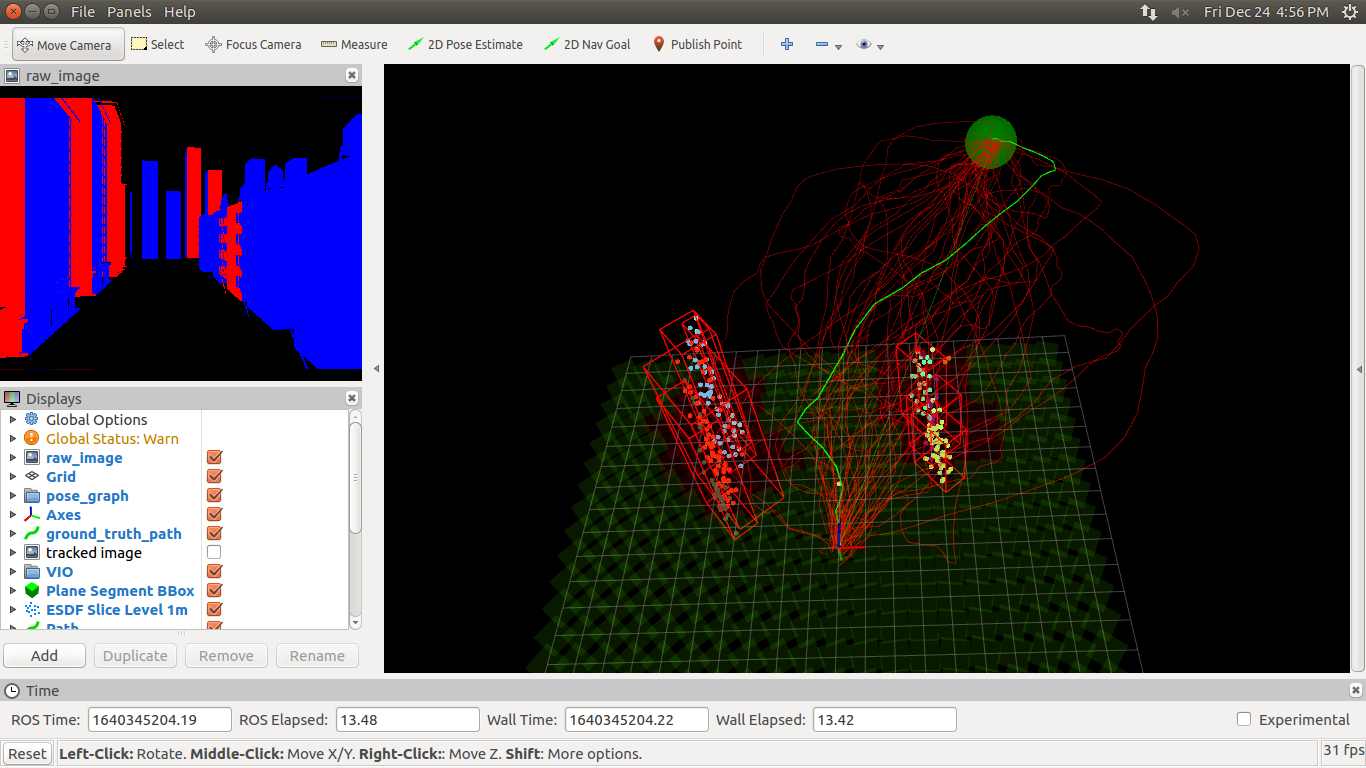 File Panels Help Fri Dec 24 4:56 PM
Move Camera Select Focus Camera Measure 2D Pose Estimate 2D Nav Goal Publish Point
raw_image
Displays
Global Options
Global Status: Warn
raw_image
Grid
pose_graph
Axes
ground_truth_path
tracked image
VIO
Plane Segment BBox
ESDF Slice Level 1m
Path
Add Duplicate Remove Rename
Time
ROS Time: 1640345204.19 ROS Elapsed: 13.48 Wall Time: 1640345204.22 Wall Elapsed: 13.42 Experimental
Reset Left-Click: Rotate. Middle-Click: Move X/Y. Right-Click:: Move Z. Shift: More options. 31 fps